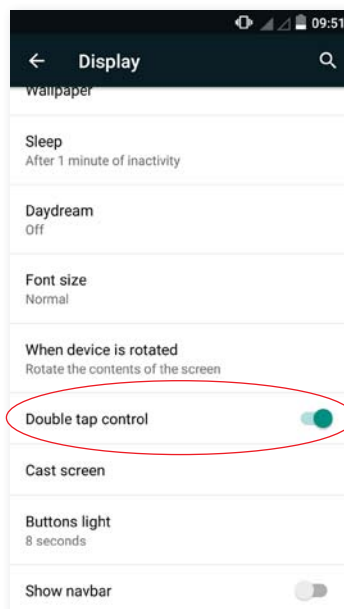 09:51
Display
Wallpaper
Sleep
After 1 minute of inactivity
Daydream
Off
Font size
Normal
When device is rotated
Rotate the contents of the screen
Double tap control
Cast screen
Buttons light
8 seconds
Show navbar